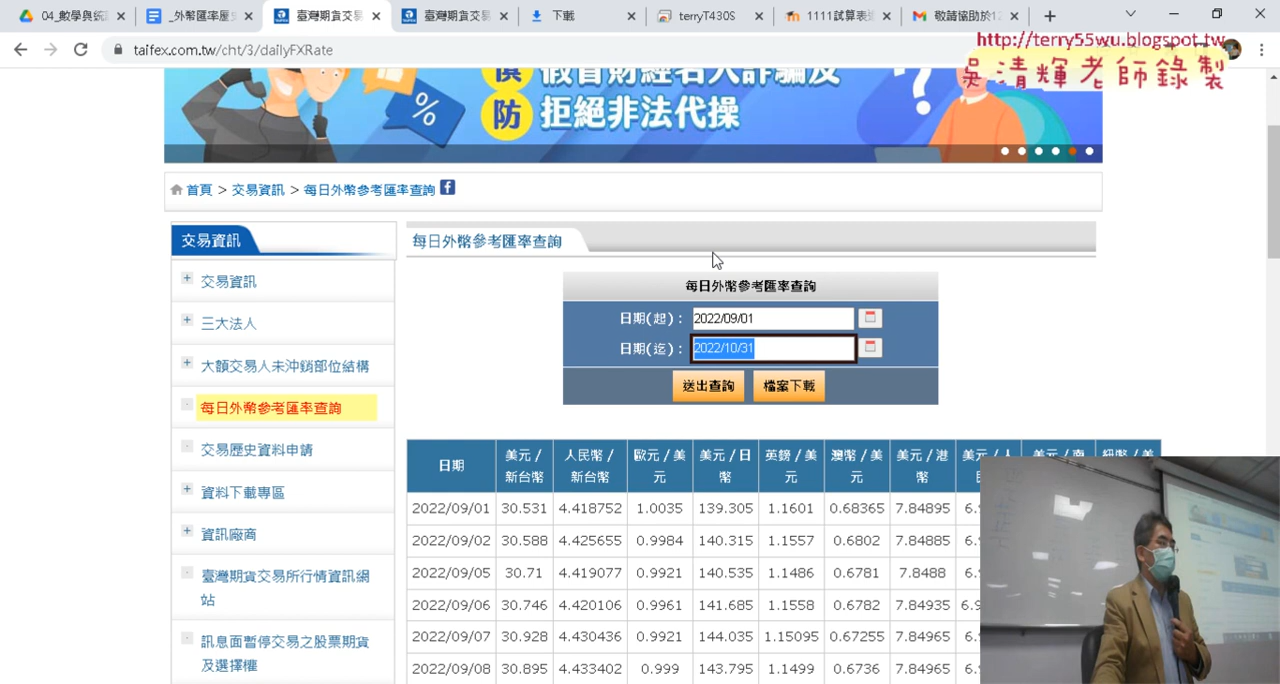 04_數學與統
_外幣匯率歷史
臺灣期貨交易
臺灣期貨交易
下載
terryT430S
1111試算表進
敬請協助於12
taifex.com.tw/cht/3/dailyFXRate
http://terry55wu.blogspot.tw
吳清輝老師錄製
慎防
假冒財經名人詐騙及
拒絕非法代操
%
?
首頁 > 交易資訊 > 每日外幣參考匯率查詢
交易資訊
交易資訊
三大法人
大額交易人未沖銷部位結構
每日外幣參考匯率查詢
交易歷史資料申請
資料下載專區
資訊廠商
臺灣期貨交易所行情資訊網
站
訊息面暫停交易之股票期貨
及選擇權
每日外幣參考匯率查詢
每日外幣參考匯率查詢
日期(起)： 2022/09/01
日期(迄)： 2022/10/31
送出查詢 檔案下載
日期 美元／新台幣 人民幣／新台幣 歐元／美元 美元／日幣 英鎊／美元 澳幣／美元 美元／港幣 美元／人 美元／南 紐幣／美
2022/09/01 30.531 4.418752 1.0035 139.305 1.1601 0.68365 7.84895
2022/09/02 30.588 4.425655 0.9984 140.315 1.1557 0.6802 7.84885
2022/09/05 30.71 4.419077 0.9921 140.535 1.1486 0.6781 7.8488
2022/09/06 30.746 4.420106 0.9961 141.685 1.1558 0.6782 7.84935
2022/09/07 30.928 4.430436 0.9921 144.035 1.15095 0.67255 7.84965
2022/09/08 30.895 4.433402 0.999 143.795 1.1499 0.6736 7.84965